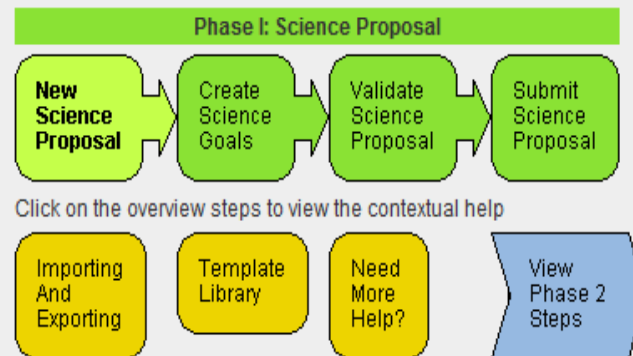 Phase I: Science Proposal
New
Science
Proposal
Create
Science
Goals
Validate
Science
Proposal
Submit
Science
Proposal
Click on the overview steps to view the contextual help
Importing
And
Exporting
Template
Library
Need
More
Help?
View
Phase 2
Steps